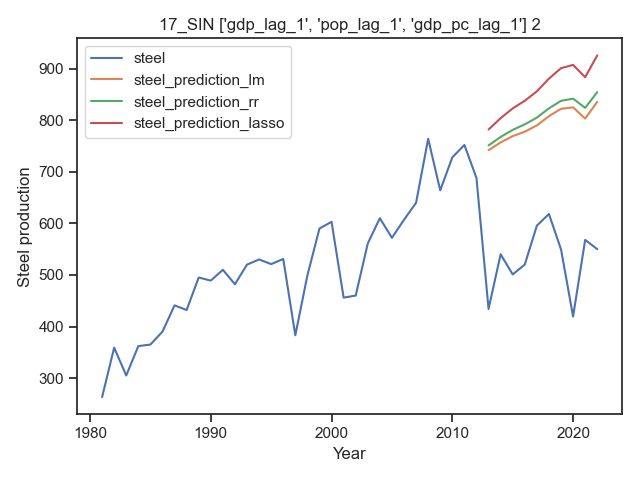 17_SIN ['gdp_lag_1', 'pop_lag_1', 'gdp_pc_lag_1'] 2
steel
steel_prediction_lm
steel_prediction_rr
steel_prediction_lasso
Steel production
900
800
700
600
500
400
300
1980
1990
2000
2010
2020
Year